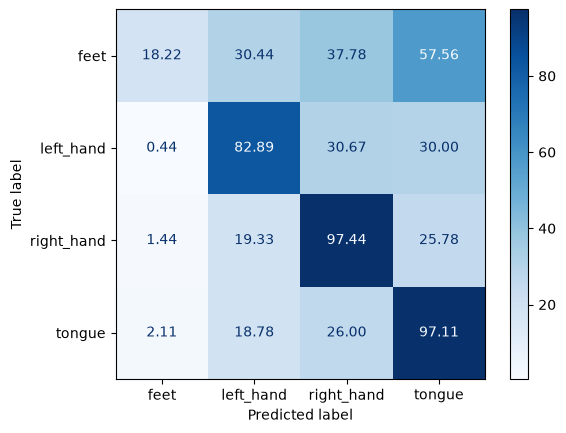 feet 18.22 30.44 37.78 57.56
left_hand 0.44 82.89 30.67 30.00
right_hand 1.44 19.33 97.44 25.78
tongue 2.11 18.78 26.00 97.11
feet left_hand right_hand tongue
Predicted label
True label
80
60
40
20